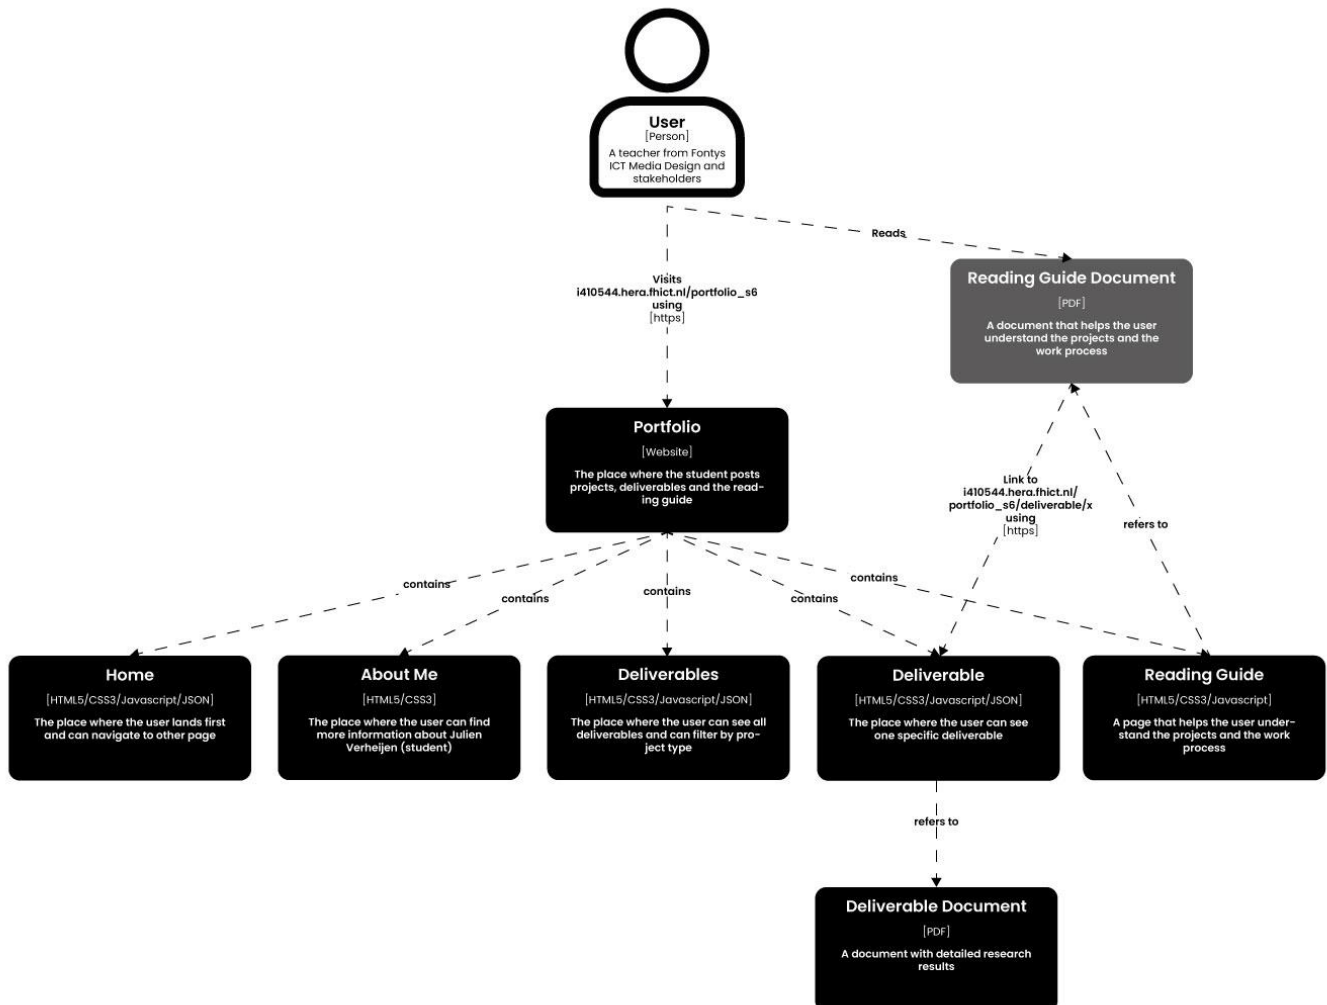 User
[Person]
A teacher from Fontys
ICT Media Design and
stakeholders
Reads
Visits
i410544.hera.fhict.nl/portfolio_s6
using
[https]
Reading Guide Document
[PDF]
A document that helps the user
understand the projects and the
work process
Portfolio
[Website]
The place where the student posts
projects, deliverables and the read-
ing guide
Link to
i410544.hera.fhict.nl/
portfolio_s6/deliverable/x
using
[https]
refers to
contains
contains
contains
contains
contains
Home
[HTML5/CSS3/Javascript/JSON]
The place where the user lands first
and can navigate to other page
About Me
[HTML5/CSS3]
The place where the user can find
more information about Julien
Verheijen (student)
Deliverables
[HTML5/CSS3/Javascript/JSON]
The place where the user can see all
deliverables and can filter by pro-
ject type
Deliverable
[HTML5/CSS3/Javascript/JSON]
The place where the user can see
one specific deliverable
Reading Guide
[HTML5/CSS3/Javascript]
A page that helps the user under-
stand the projects and the work
process
refers to
Deliverable Document
[PDF]
A document with detailed research
results